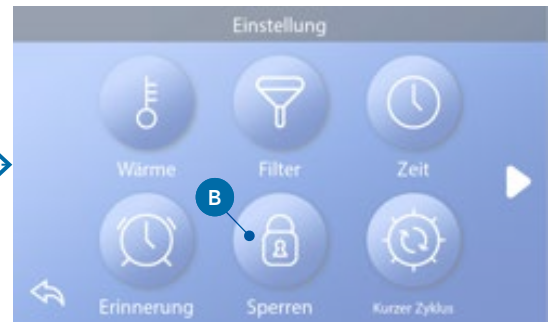 Einstellung
Wärme Filter Zeit
B
Erinnerung Sperren Kurzer Zyklus